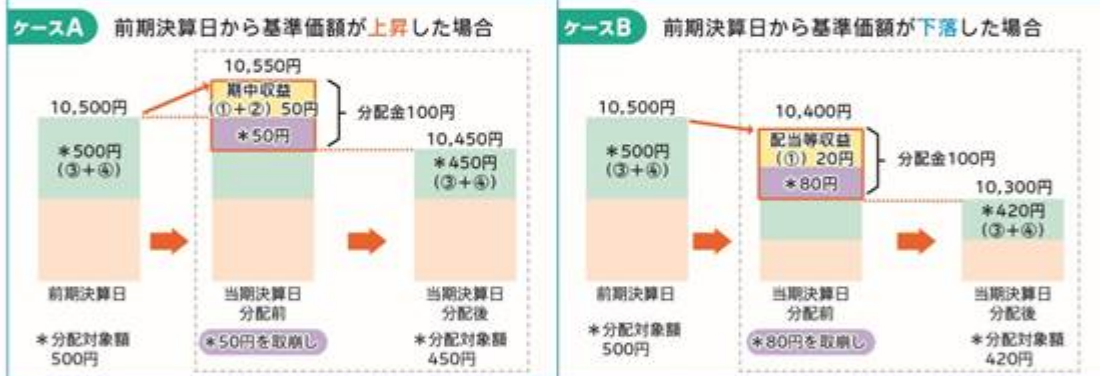 ケースA 前期決算日から基準価額が上昇した場合
10,550円
期中収益
(①+②) 50円
*50円
分配金100円
10,500円
*500円
(③+④)
10,450円
*450円
(③+④)
前期決算日
当期決算日
分配前
当期決算日
分配後
*分配対象額
500円
*50円を取崩し
*分配対象額
450円
ケースB 前期決算日から基準価額が下落した場合
10,500円
*500円
(③+④)
10,400円
配当等収益
(①) 20円
*80円
分配金100円
10,300円
*420円
(③+④)
前期決算日
当期決算日
分配前
当期決算日
分配後
*分配対象額
500円
*80円を取崩し
*分配対象額
420円